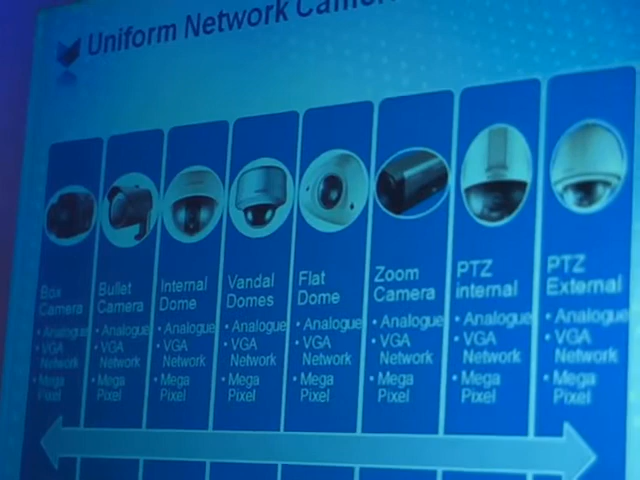 Uniform Network Camer
Box
Camera
• Analogue
• VGA
Network
• Mega
Pixel
Bullet
Camera
• Analogue
• VGA
Network
• Mega
Pixel
Internal
Dome
• Analogue
• VGA
Network
• Mega
Pixel
Vandal
Domes
• Analogue
• VGA
Network
• Mega
Pixel
Flat
Dome
• Analogue
• VGA
Network
• Mega
Pixel
Zoom
Camera
• Analogue
• VGA
Network
• Mega
Pixel
PTZ
internal
• Analogue
• VGA
Network
• Mega
Pixel
PTZ
External
• Analogue
• VGA
Network
• Mega
Pixel